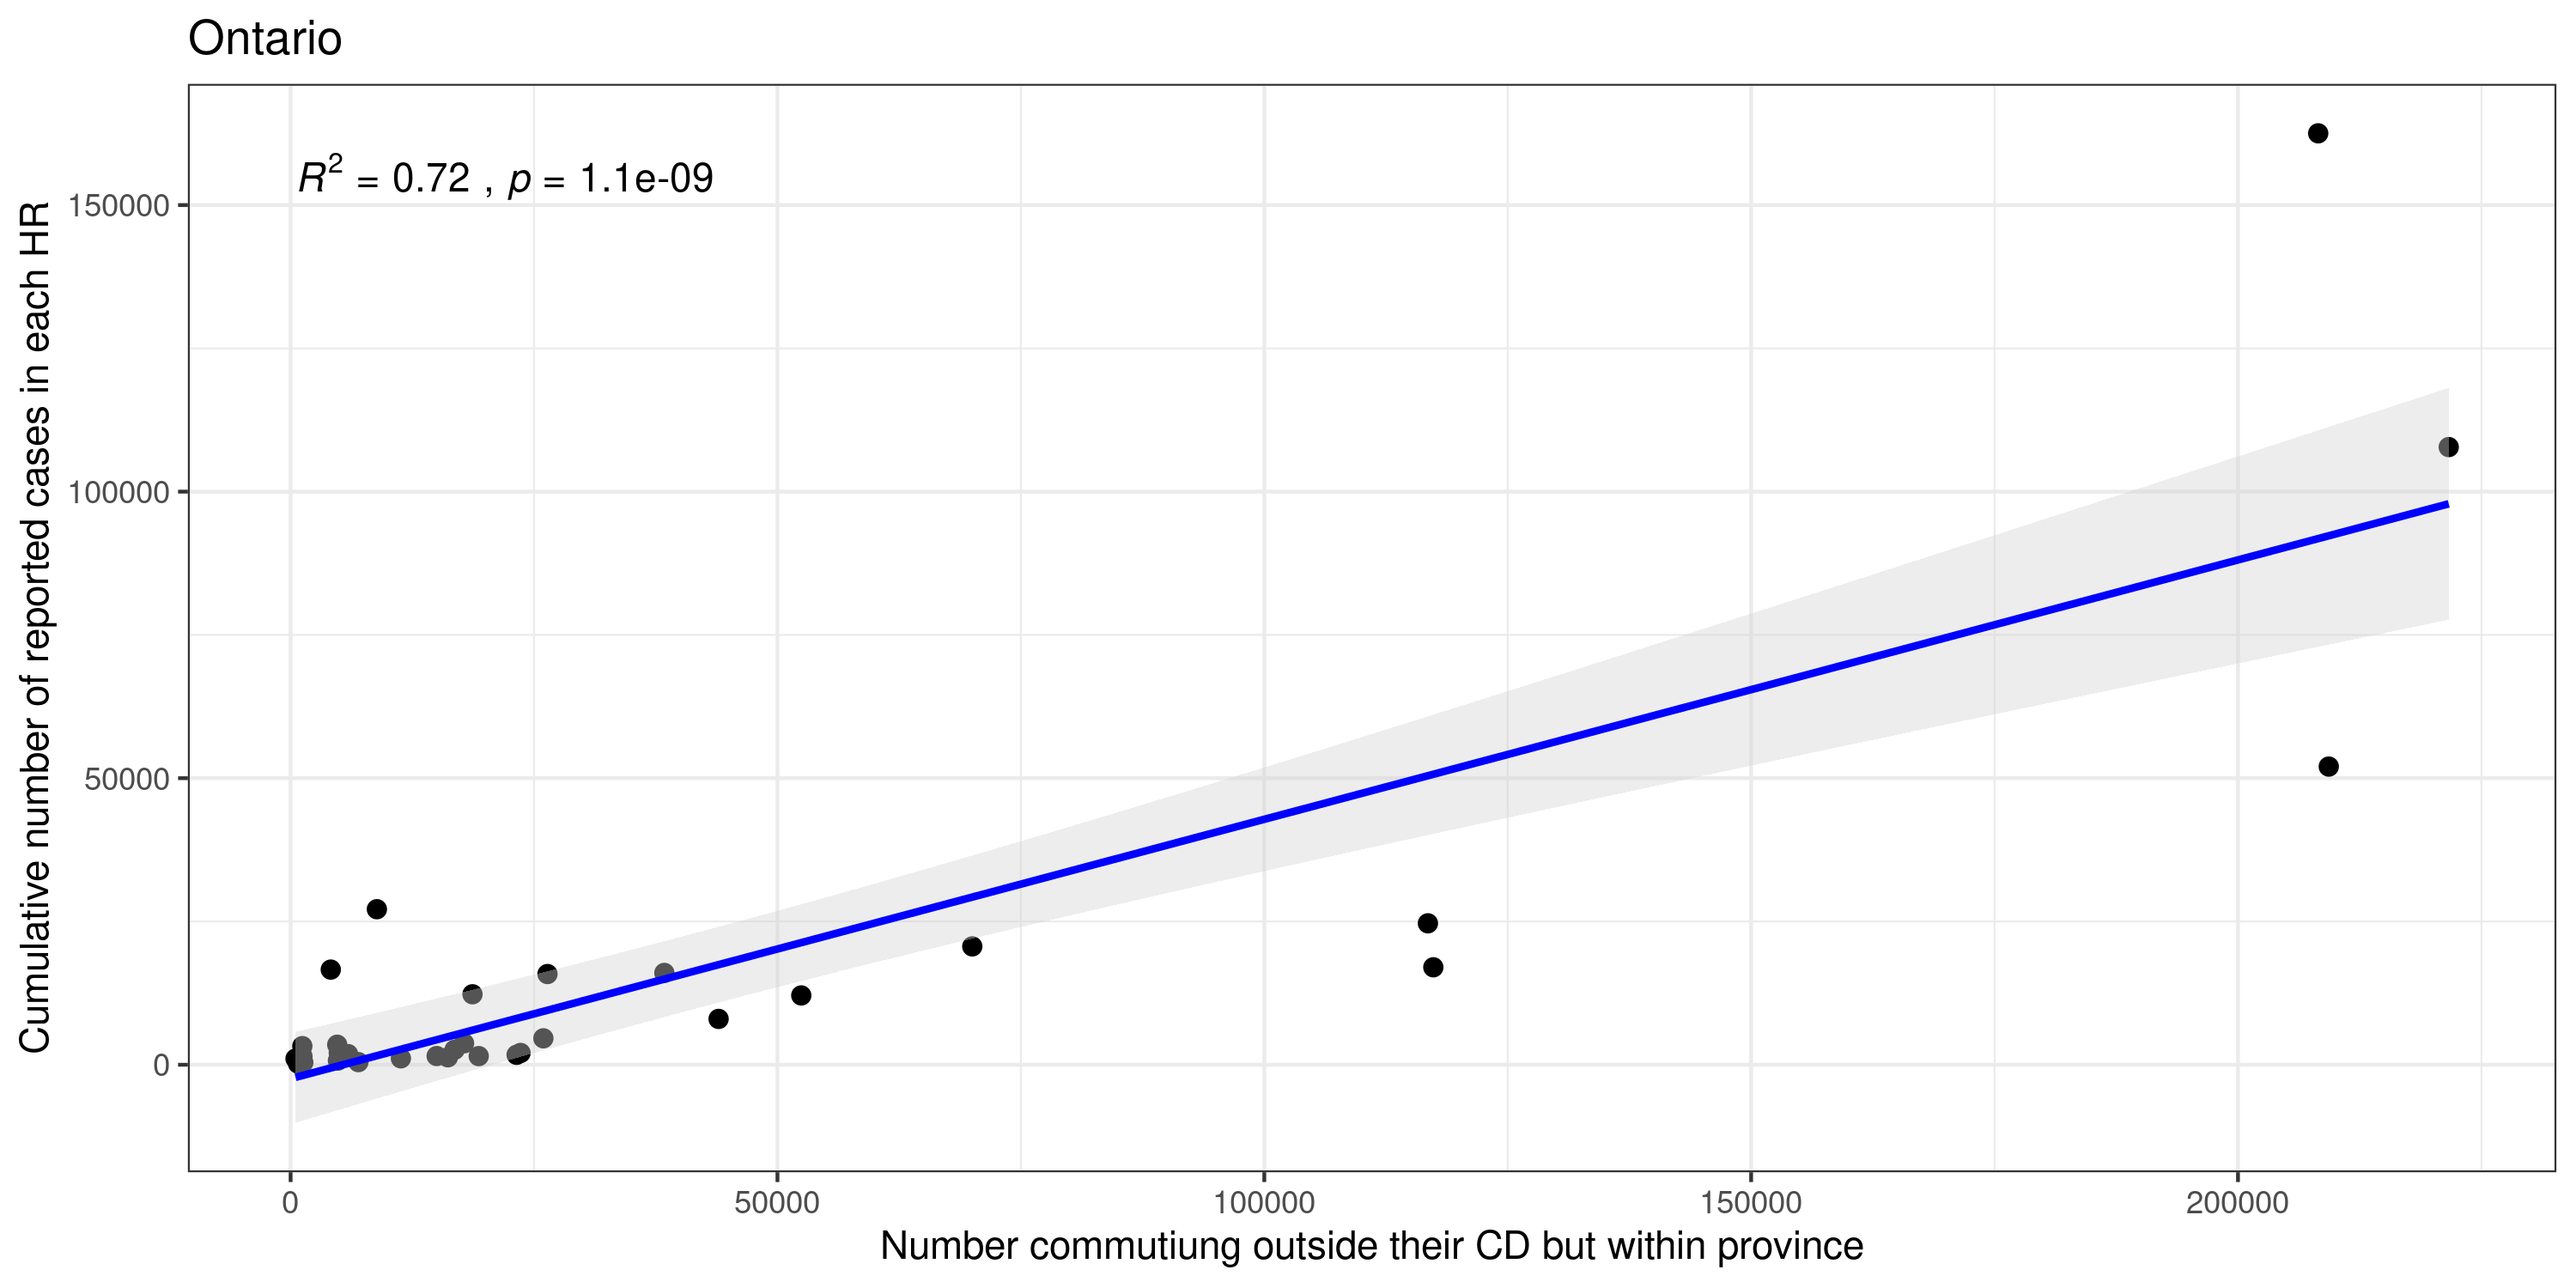 Ontario
R² = 0.72 , p = 1.1e-09
Cumulative number of reported cases in each HR
150000
100000
50000
0
0 50000 100000 150000 200000
Number commutiung outside their CD but within province